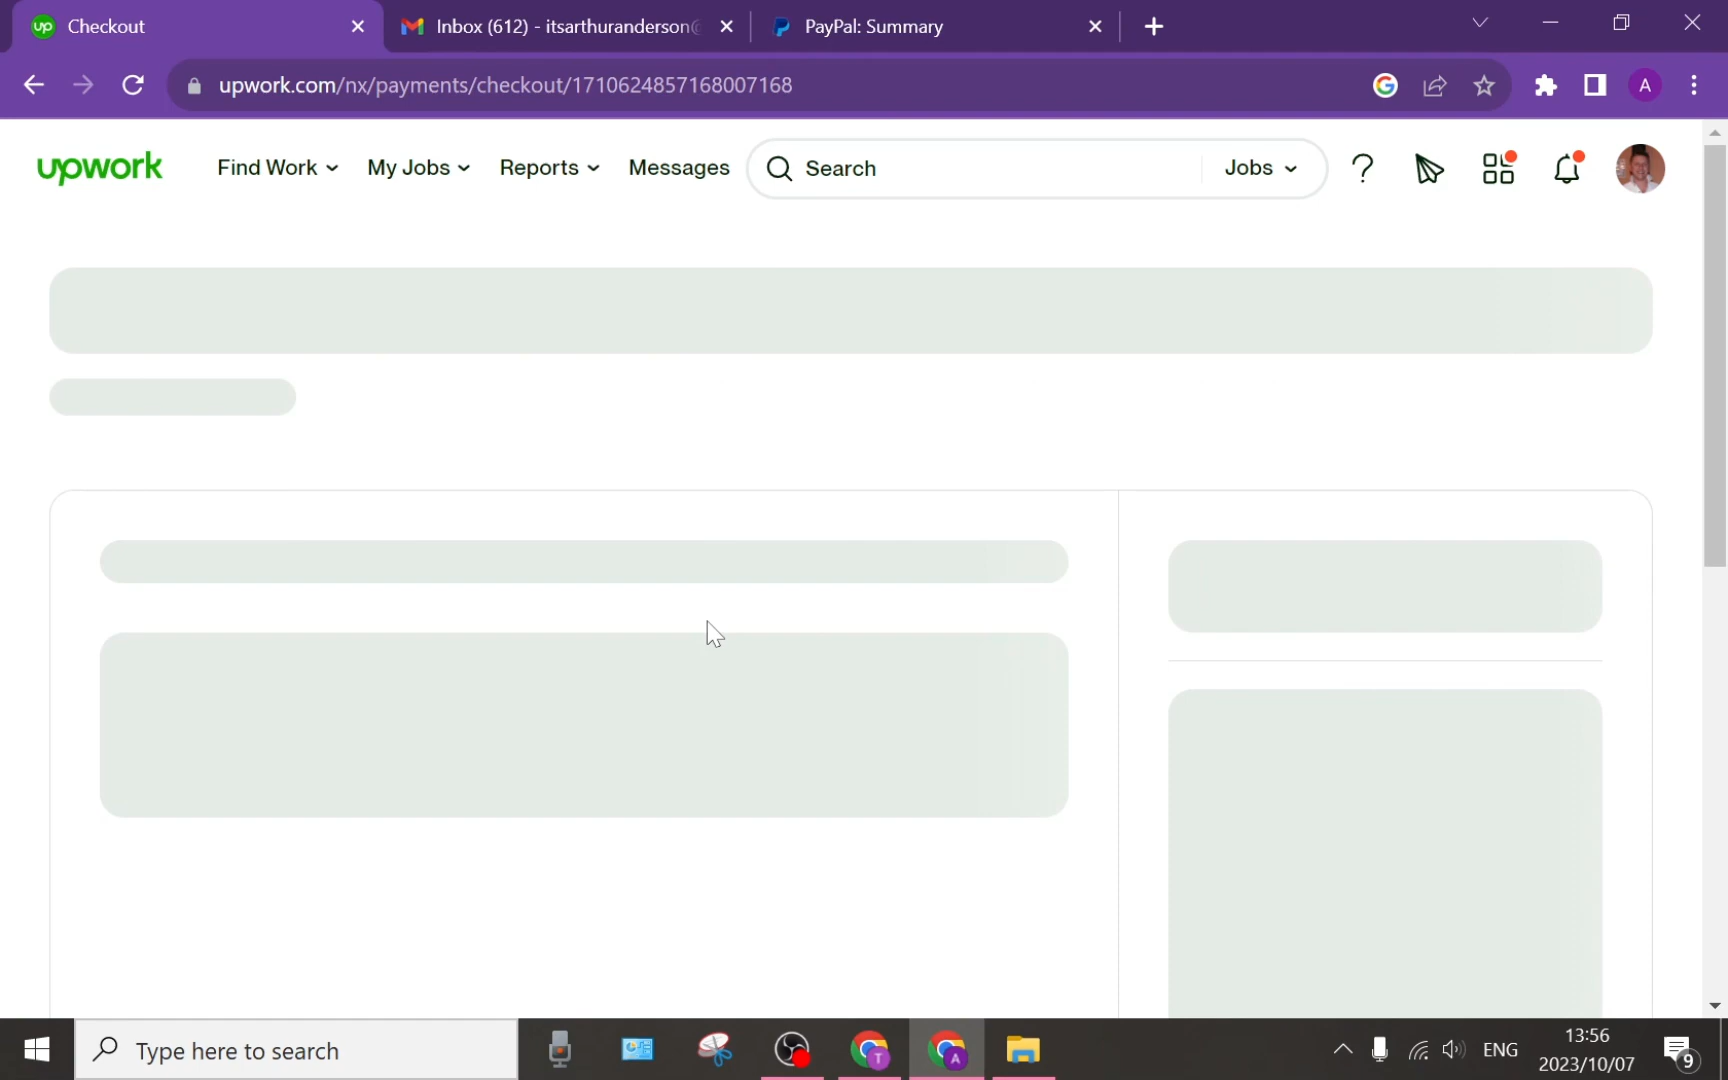 up Checkout
Inbox (612) - itsarthuranderson@
PayPal: Summary
upwork.com/nx/payments/checkout/1710624857168007168
A
upwork
Find Work
My Jobs
Reports
Messages
Search
Jobs
Type here to search
T
A
ENG
13:56
2023/10/07
9